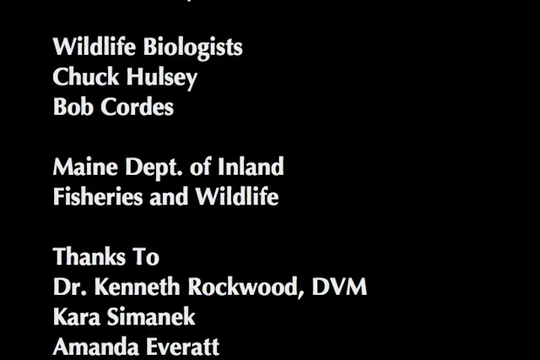 Wildlife Biologists
Chuck Hulsey
Bob Cordes
Maine Dept. of Inland
Fisheries and Wildlife
Thanks To
Dr. Kenneth Rockwood, DVM
Kara Simanek
Amanda Everatt